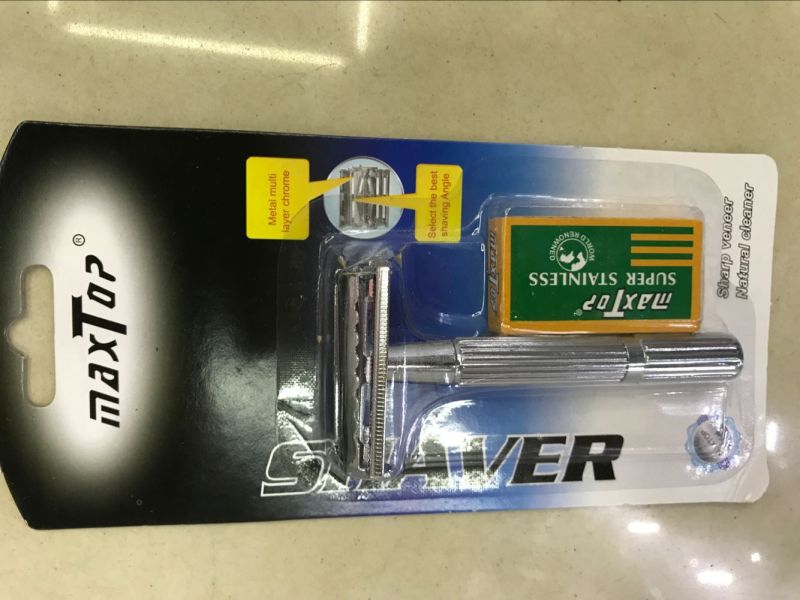 maxTop®
Metal multi
layer chrome
Select the best
shaving Angle
maxTop
WORLD RENOWNED
SUPER STAINLESS
maxTop®
Sharp veneer
Natural cleaner
SHAVER